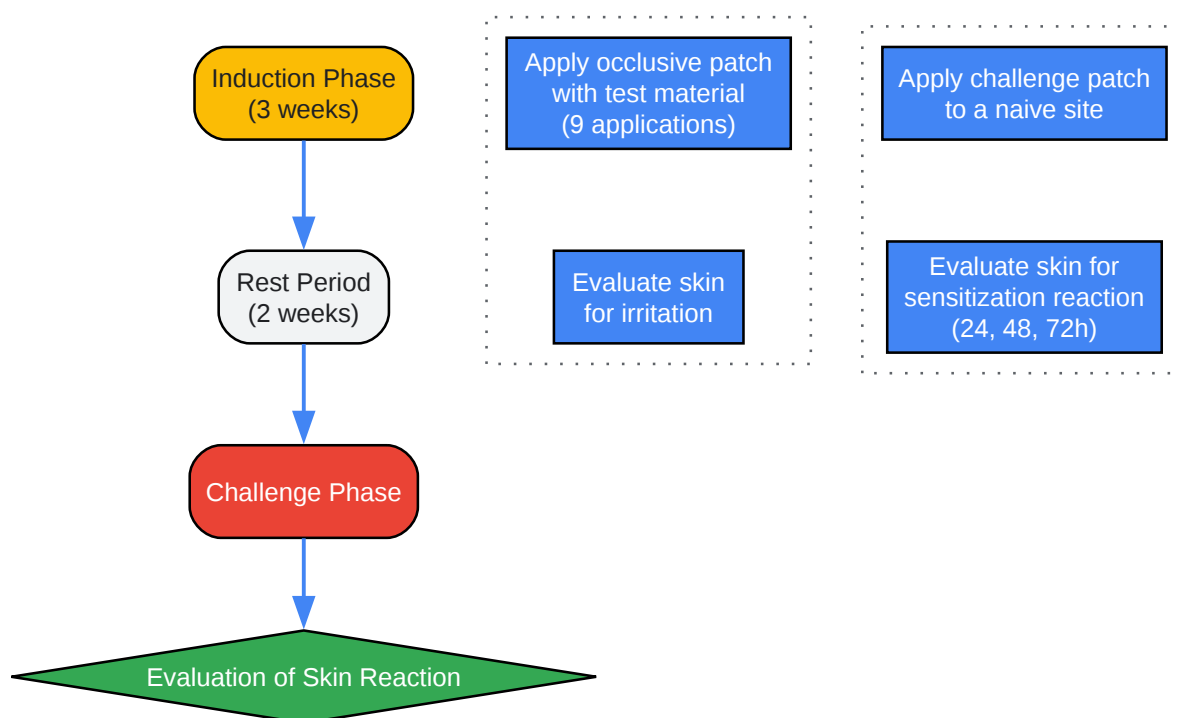 Induction Phase
(3 weeks)
Rest Period
(2 weeks)
Challenge Phase
Evaluation of Skin Reaction
Apply occlusive patch
with test material
(9 applications)
Evaluate skin
for irritation
Apply challenge patch
to a naive site
Evaluate skin for
sensitization reaction
(24, 48, 72h)